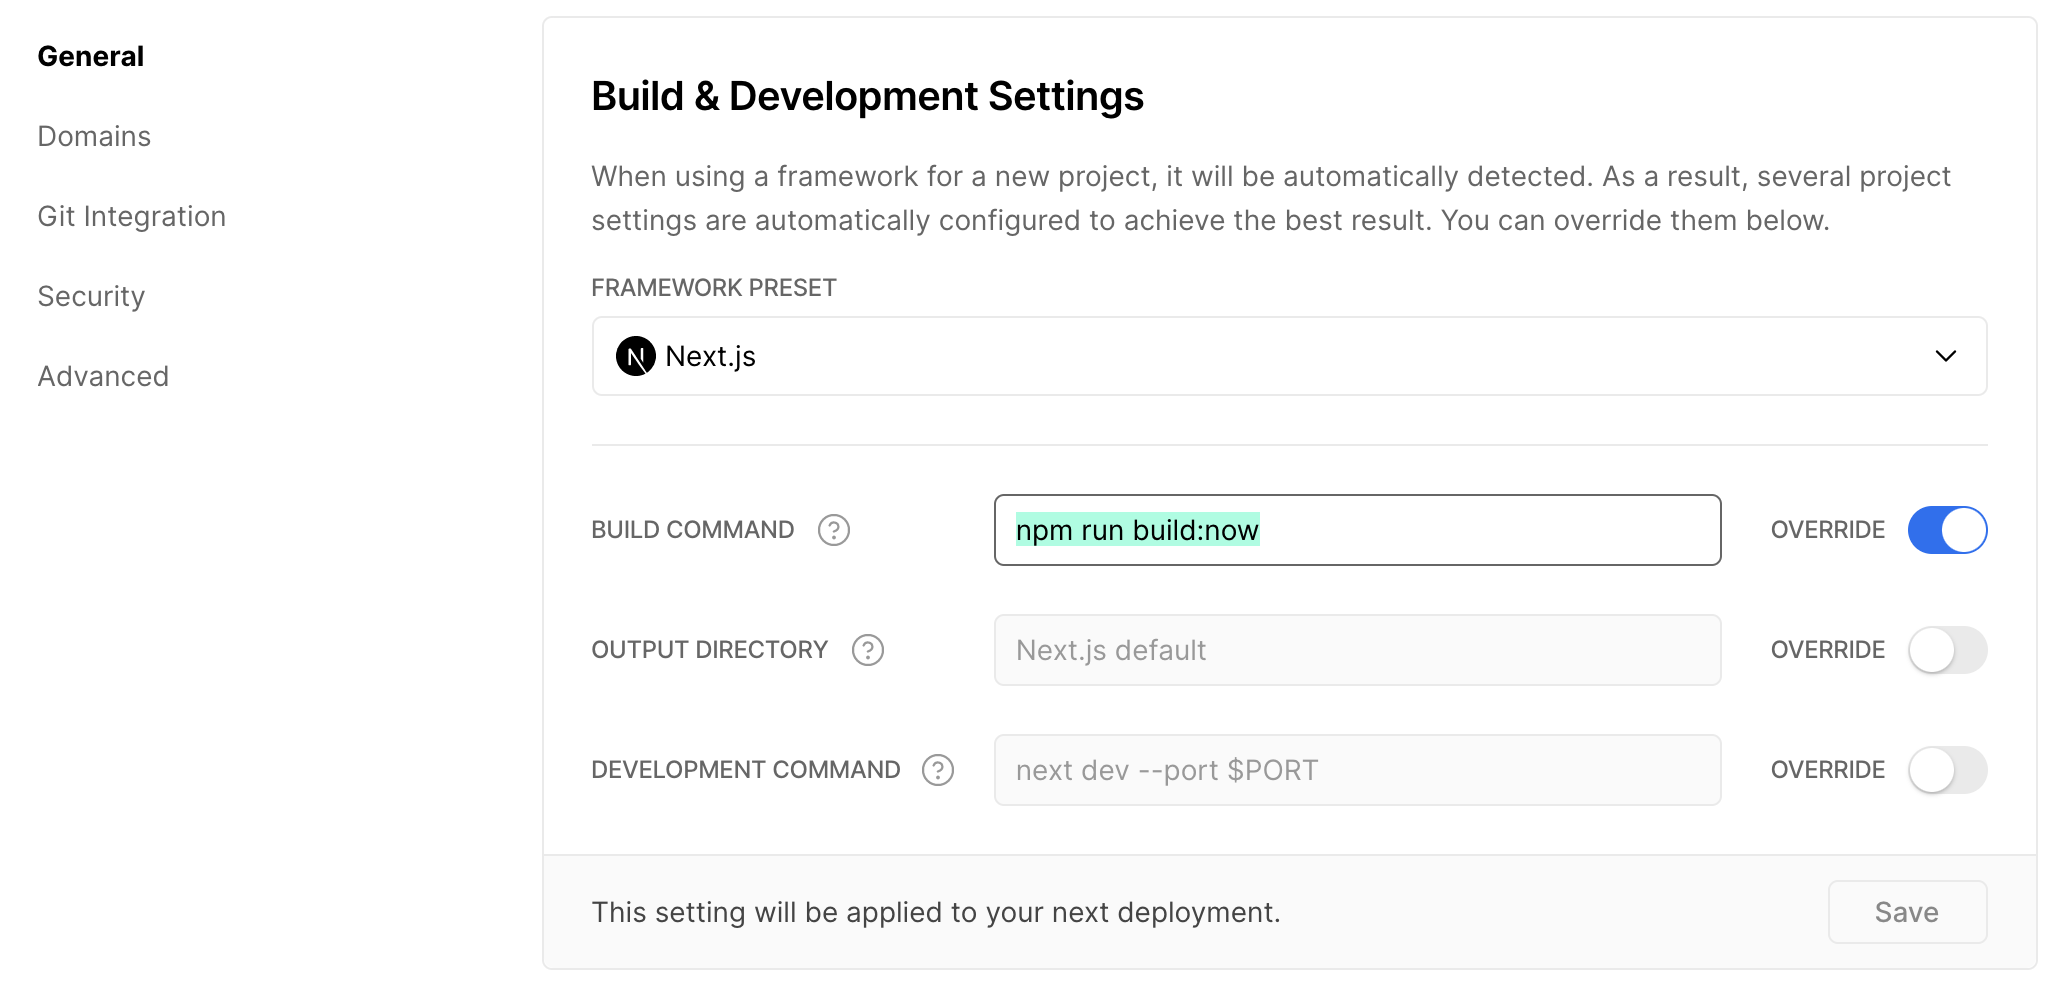 General
Domains
Git Integration
Security
Advanced
Build & Development Settings
When using a framework for a new project, it will be automatically detected. As a result, several project
settings are automatically configured to achieve the best result. You can override them below.
FRAMEWORK PRESET
N Next.js
BUILD COMMAND ? npm run build:now OVERRIDE
OUTPUT DIRECTORY ? Next.js default OVERRIDE
DEVELOPMENT COMMAND ? next dev --port $PORT OVERRIDE
This setting will be applied to your next deployment. Save